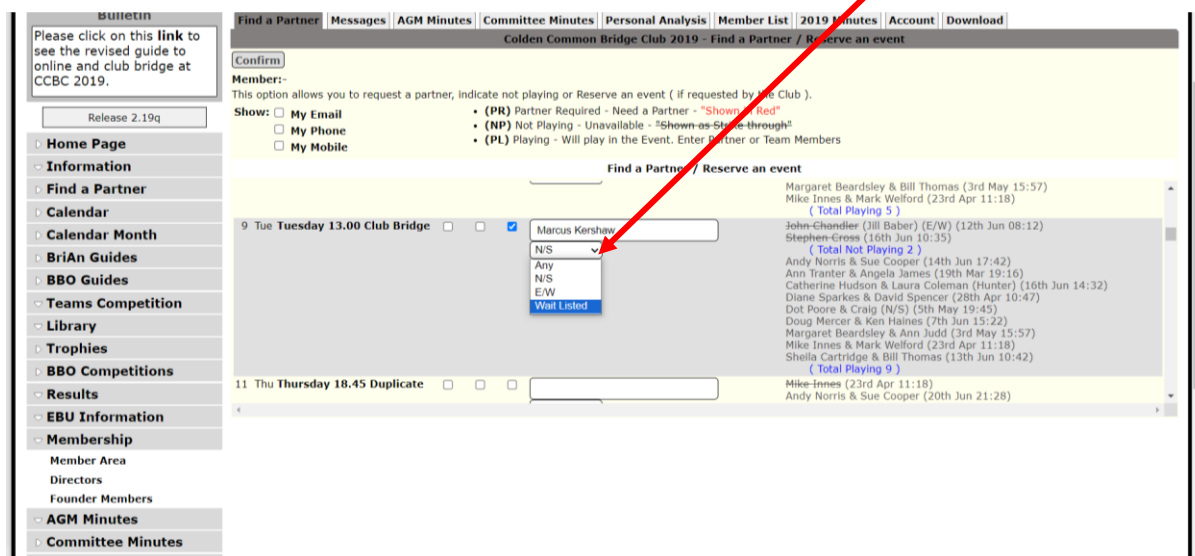 Bulletin
Please click on this link to
see the revised guide to
online and club bridge at
CCBC 2019.
Release 2.19q
Home Page
Information
Find a Partner
Calendar
Calendar Month
BriAn Guides
BBO Guides
Teams Competition
Library
Trophies
BBO Competitions
Results
EBU Information
Membership
Member Area
Directors
Founder Members
AGM Minutes
Committee Minutes
Find a Partner Messages AGM Minutes Committee Minutes Personal Analysis Member List 2019 Minutes Account Download
Colden Common Bridge Club 2019 - Find a Partner / Reserve an event
Confirm
Member:-
This option allows you to request a partner, indicate not playing or Reserve an event ( if requested by the Club ).
Show: My Email
My Phone
My Mobile
• (PR) Partner Required - Need a Partner - "Shown in Red"
• (NP) Not Playing - Unavailable - "Shown as Strike through"
• (PL) Playing - Will play in the Event. Enter Partner or Team Members
Find a Partner / Reserve an event
Margaret Beardsley & Bill Thomas (3rd May 15:57)
Mike Innes & Mark Welford (23rd Apr 11:18)
( Total Playing 5 )
9 Tue Tuesday 13.00 Club Bridge
Marcus Kershaw
N/S
Any
N/S
E/W
Wait Listed
John Chandler (Jill Baber) (E/W) (12th Jun 08:12)
Stephen Cross (16th Jun 10:35)
( Total Not Playing 2 )
Andy Norris & Sue Cooper (14th Jun 17:42)
Ann Tranter & Angela James (19th Mar 19:16)
Catherine Hudson & Laura Coleman (Hunter) (16th Jun 14:32)
Diane Sparkes & David Spencer (28th Apr 10:47)
Dot Poore & Craig (N/S) (5th May 19:45)
Doug Mercer & Ken Haines (7th Jun 15:22)
Margaret Beardsley & Ann Judd (3rd May 15:57)
Mike Innes & Mark Welford (23rd Apr 11:18)
Sheila Cartridge & Bill Thomas (13th Jun 10:42)
( Total Playing 9 )
11 Thu Thursday 18.45 Duplicate
Mike Innes (23rd Apr 11:18)
Andy Norris & Sue Cooper (20th Jun 21:28)